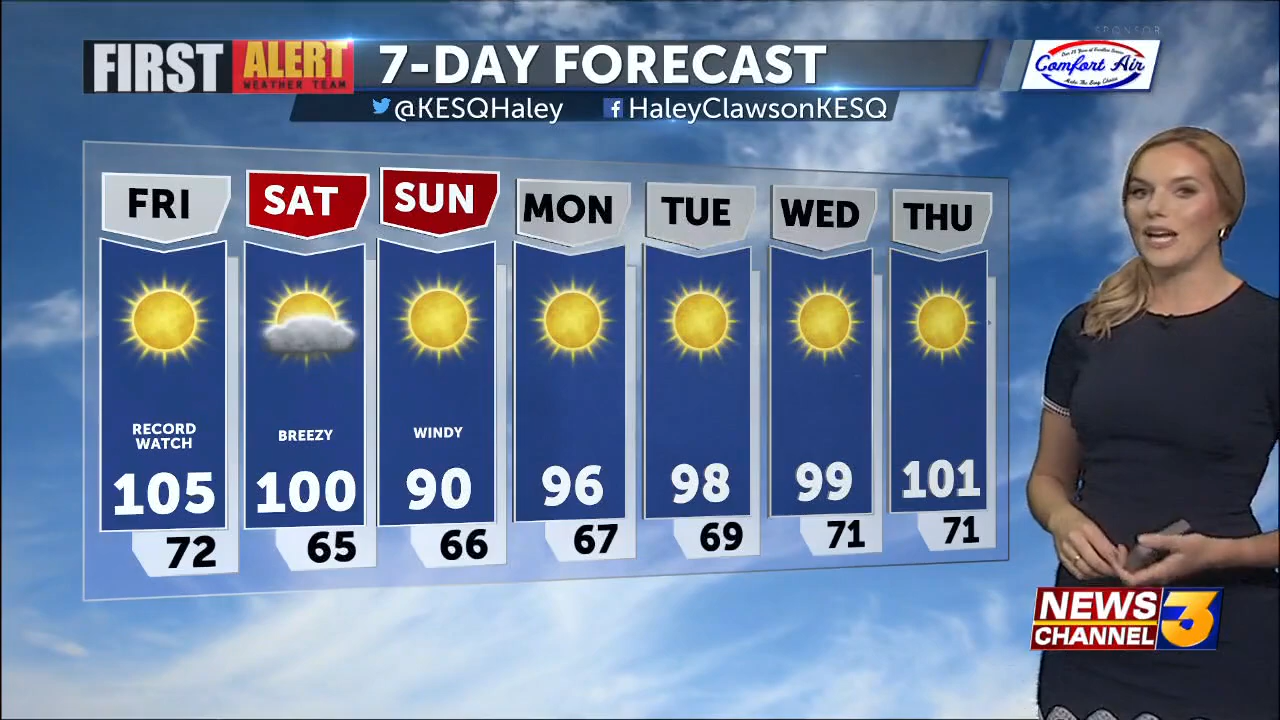 SPONSOR
FIRST ALERT
WEATHER TEAM
7-DAY FORECAST
Comfort Air
@KESQHaley HaleyClawsonKESQ
FRI SAT SUN MON TUE WED THU
RECORD WATCH
BREEZY
WINDY
105 100 90 96 98 99 101
72 65 66 67 69 71 71
NEWS
CHANNEL 3